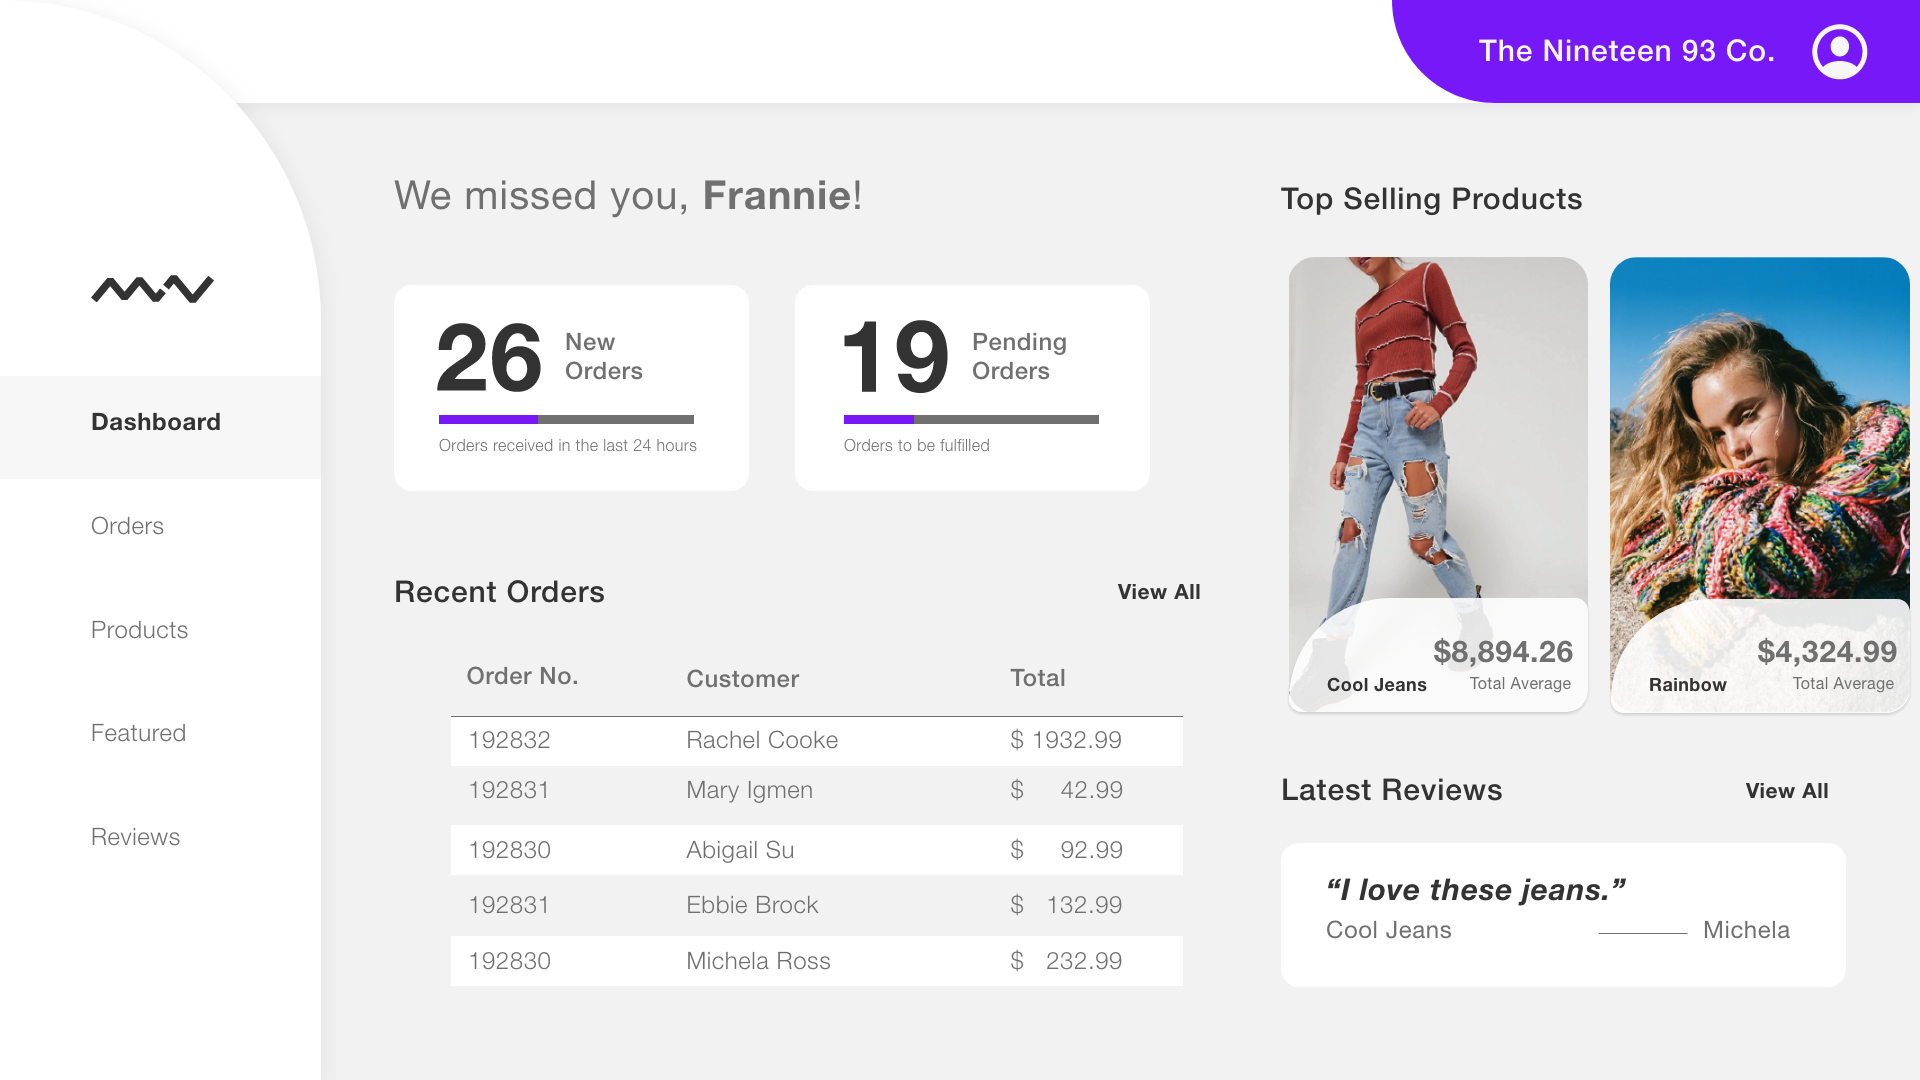 The Nineteen 93 Co.
Dashboard
Orders
Products
Featured
Reviews
We missed you, Frannie!
26 New
Orders
Orders received in the last 24 hours
19 Pending
Orders
Orders to be fulfilled
Recent Orders View All
Order No. Customer Total
192832 Rachel Cooke $ 1932.99
192831 Mary Igmen $ 42.99
192830 Abigail Su $ 92.99
192831 Ebbie Brock $ 132.99
192830 Michela Ross $ 232.99
Top Selling Products
$8,894.26
Cool Jeans Total Average
$4,324.99
Rainbow Total Average
Latest Reviews View All
“I love these jeans.”
Cool Jeans Michela